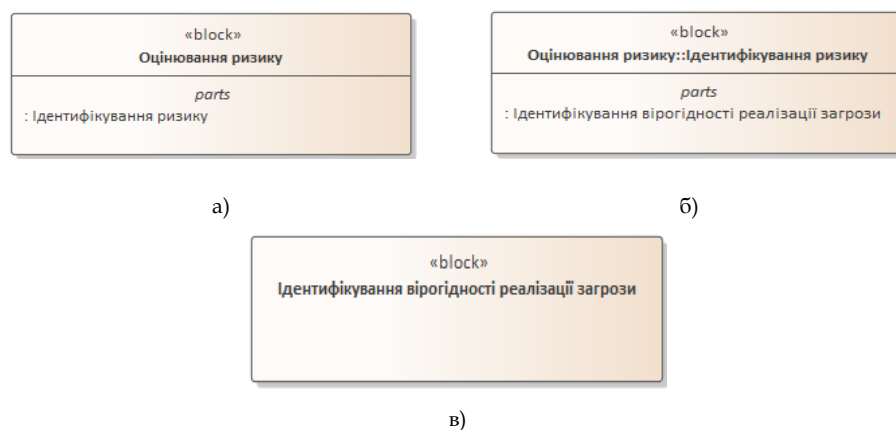 «block»
Оцінювання ризику
parts
: Ідентифікування ризику
а)
«block»
Оцінювання ризику::Ідентифікування ризику
parts
: Ідентифікування вірогідності реалізації загрози
б)
«block»
Ідентифікування вірогідності реалізації загрози
в)